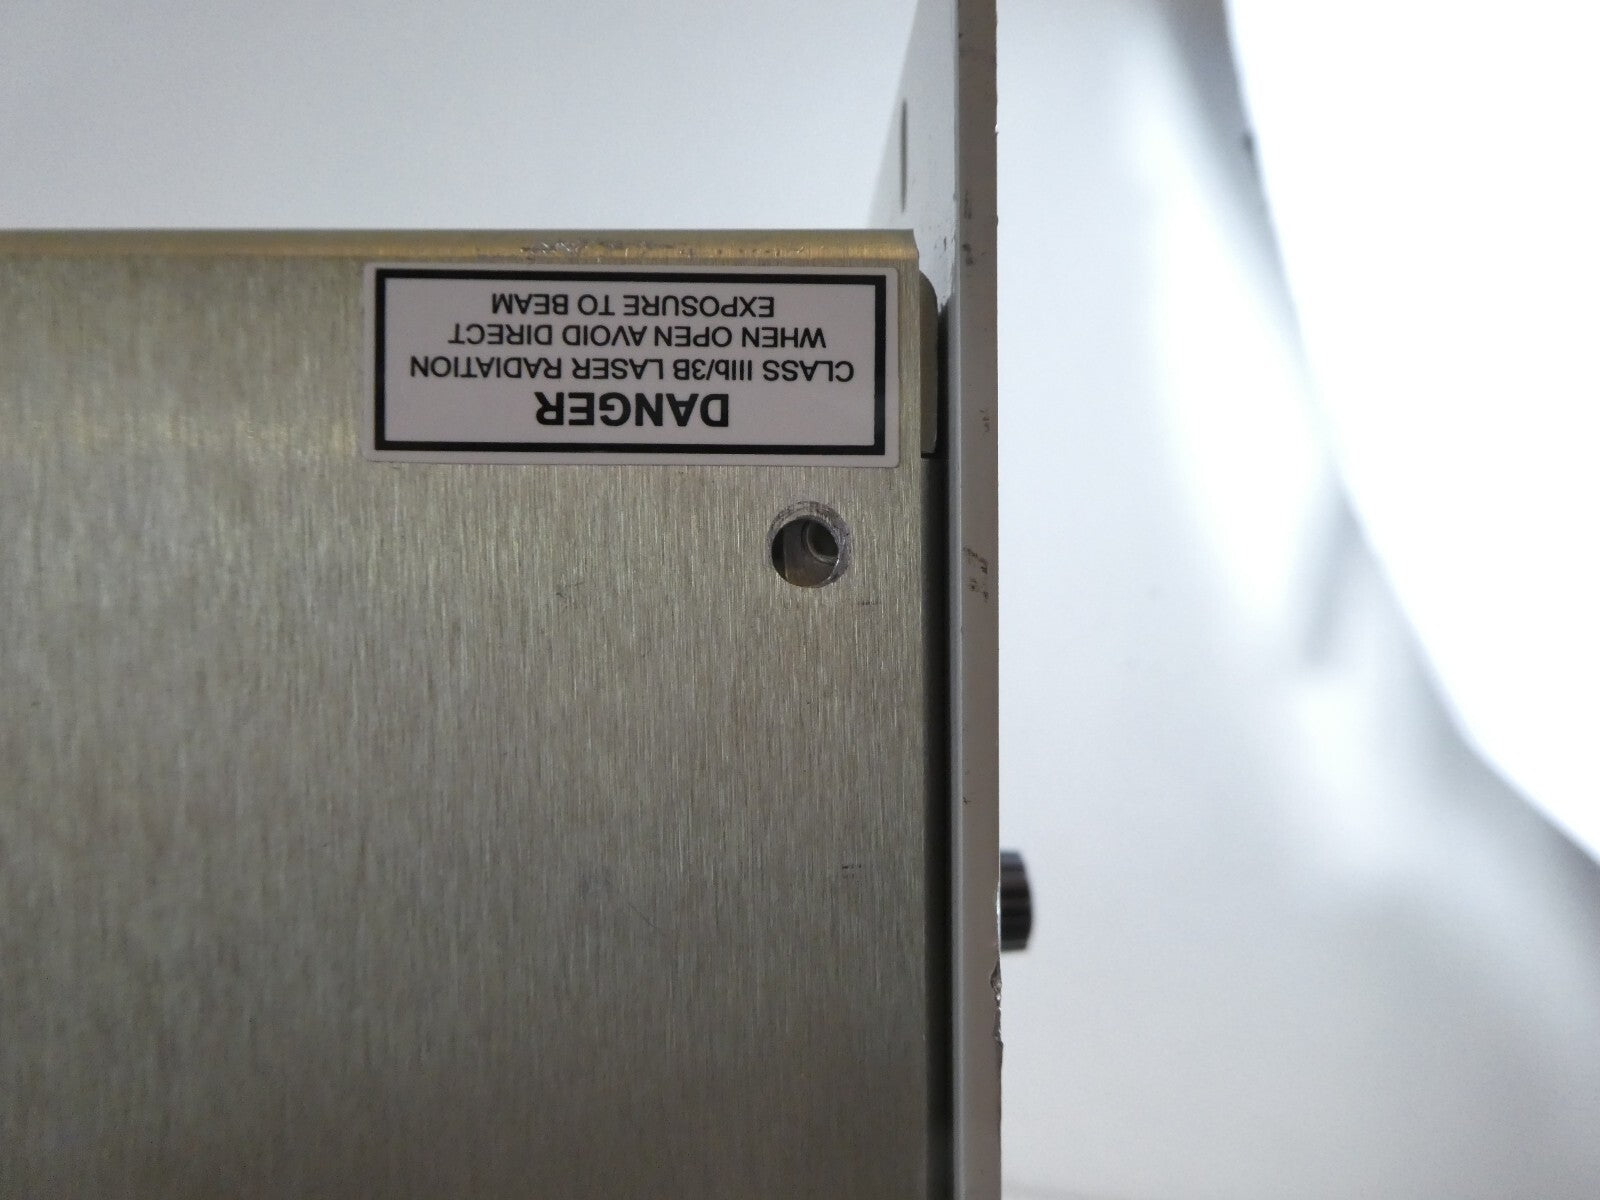 DANGER
CLASS IIIb/3B LASER RADIATION
WHEN OPEN AVOID DIRECT
EXPOSURE TO BEAM